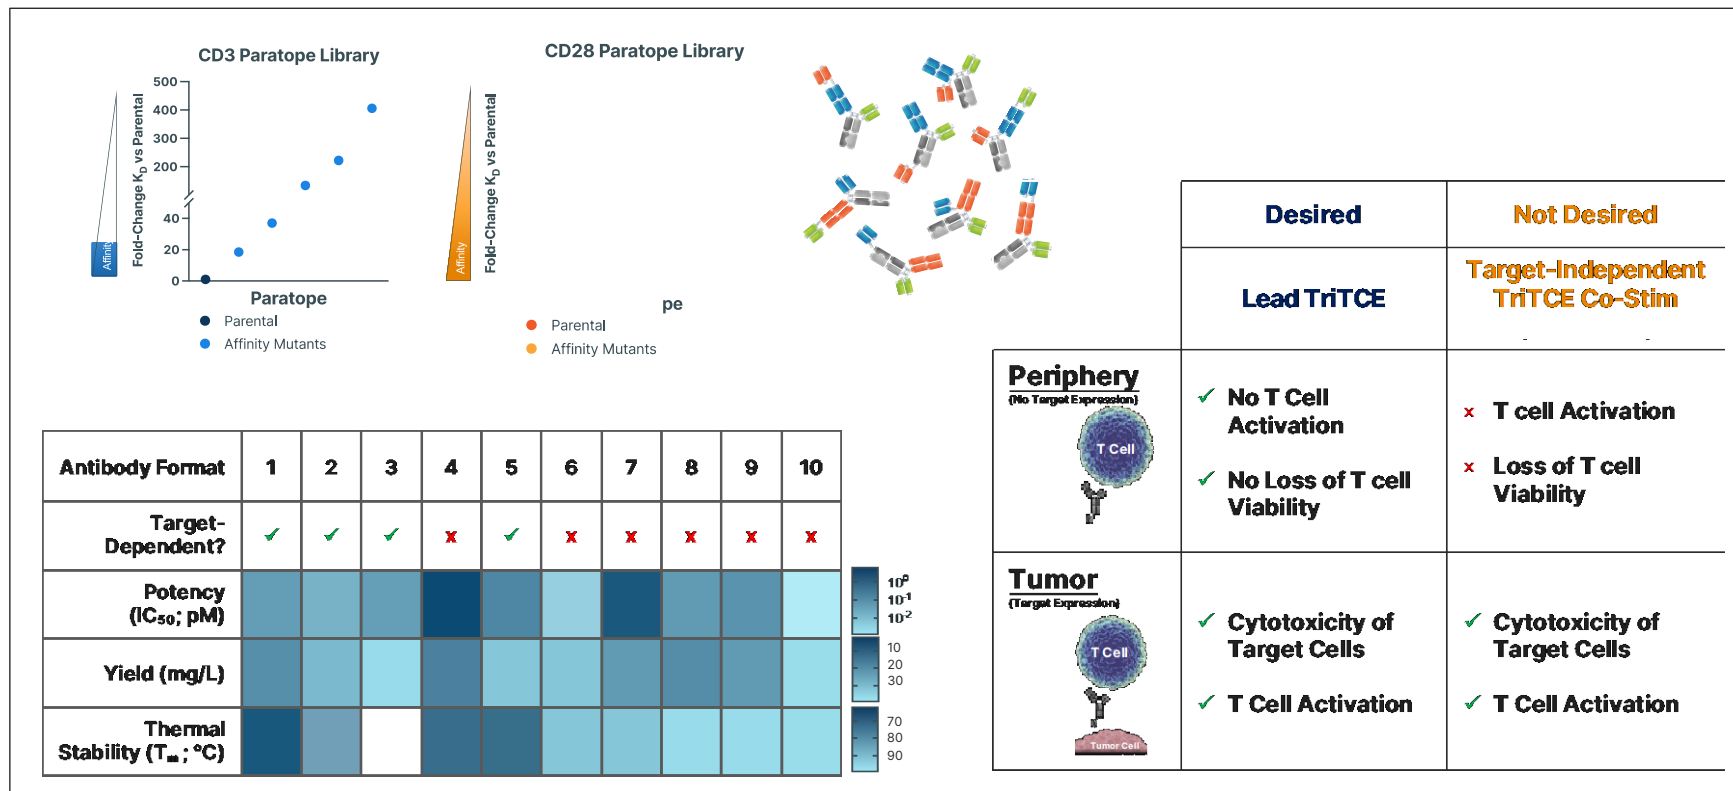 CD3 Paratope Library
CD28 Paratope Library
500
400
300
200
40
20
0
Fold-Change KD vs Parental
Affinity
Paratope
Parental
Affinity Mutants
Fold-Change KD vs Parental
Affinity
pe
Parental
Affinity Mutants
Desired
Not Desired
Lead TriTCE
Target-Independent
TriTCE Co-Stim
Periphery
(No Target Expression)
T Cell
✓ No T Cell
Activation
✓ No Loss of T cell
Viability
x T cell Activation
x Loss of T cell
Viability
Tumor
(Target Expression)
T Cell
Tumor Cell
✓ Cytotoxicity of
Target Cells
✓ T Cell Activation
✓ Cytotoxicity of
Target Cells
✓ T Cell Activation
Antibody Format 1 2 3 4 5 6 7 8 9 10
Target-
Dependent? ✓ ✓ ✓ x ✓ x x x x x
Potency
(IC50; pM)
10⁰
10⁻¹
10⁻²
Yield (mg/L)
10
20
30
Thermal
Stability (Tm; °C)
70
80
90